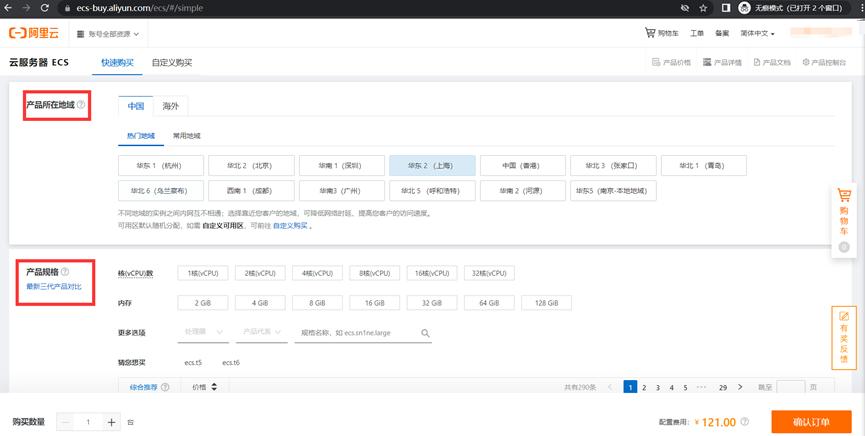 ecs-buy.aliyun.com/ecs/#/simple
无痕模式 (已打开 2 个窗口)
阿里云
账号全部资源
购物车 工单 备案 简体中文
云服务器 ECS
快速购买 自定义购买
产品价格 产品详情 产品文档 产品控制台
产品所在地域
中国 海外
热门地域 常用地域
华东 1 (杭州) 华北 2 (北京) 华南 1 (深圳) 华东 2 (上海) 中国 (香港) 华北 3 (张家口) 华北 1 (青岛)
华北 6 (乌兰察布) 西南 1 (成都) 华南3 (广州) 华北 5 (呼和浩特) 华南 2 (河源) 华东5 (南京-本地地域)
不同地域的实例之间内网互不相通；选择靠近您客户的地域，可降低网络时延、提高您客户的访问速度。
可用区默认随机分配，如需 自定义可用区，可前往 自定义购买 。
购物车
0
产品规格
最新三代产品对比
核(vCPU)数 1核(vCPU) 2核(vCPU) 4核(vCPU) 8核(vCPU) 16核(vCPU) 32核(vCPU)
内存 2 GiB 4 GiB 8 GiB 16 GiB 32 GiB 64 GiB 128 GiB
更多选项 处理器 产品代系 规格名称，如 ecs.sn1ne.large
有奖反馈
猜您想买 ecs.t5 ecs.t6
综合推荐 价格 共有290条 1 2 3 4 5 ··· 29 跳至 页
购买数量 1 台 配置费用： ¥ 121.00 确认订单